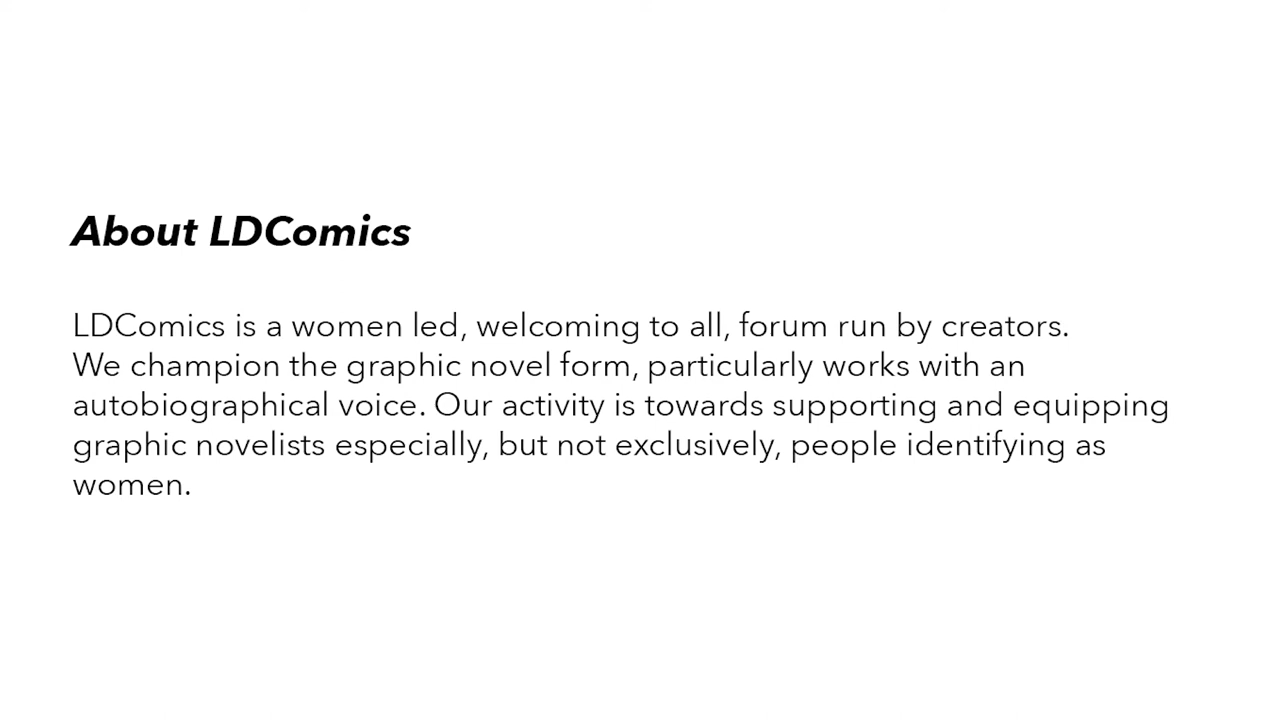 About LDComics
LDComics is a women led, welcoming to all, forum run by creators.
We champion the graphic novel form, particularly works with an
autobiographical voice. Our activity is towards supporting and equipping
graphic novelists especially, but not exclusively, people identifying as
women.